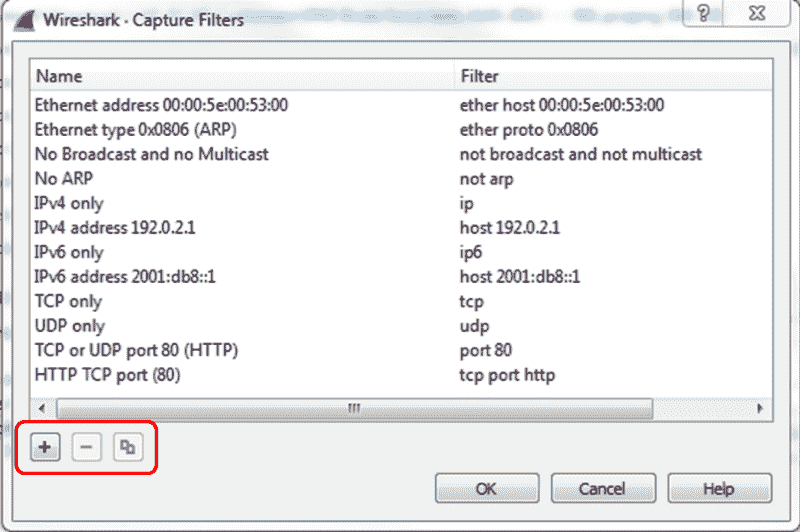 Wireshark · Capture Filters
Name Filter
Ethernet address 00:00:5e:00:53:00 ether host 00:00:5e:00:53:00
Ethernet type 0x0806 (ARP) ether proto 0x0806
No Broadcast and no Multicast not broadcast and not multicast
No ARP not arp
IPv4 only ip
IPv4 address 192.0.2.1 host 192.0.2.1
IPv6 only ip6
IPv6 address 2001:db8::1 host 2001:db8::1
TCP only tcp
UDP only udp
TCP or UDP port 80 (HTTP) port 80
HTTP TCP port (80) tcp port http
OK Cancel Help